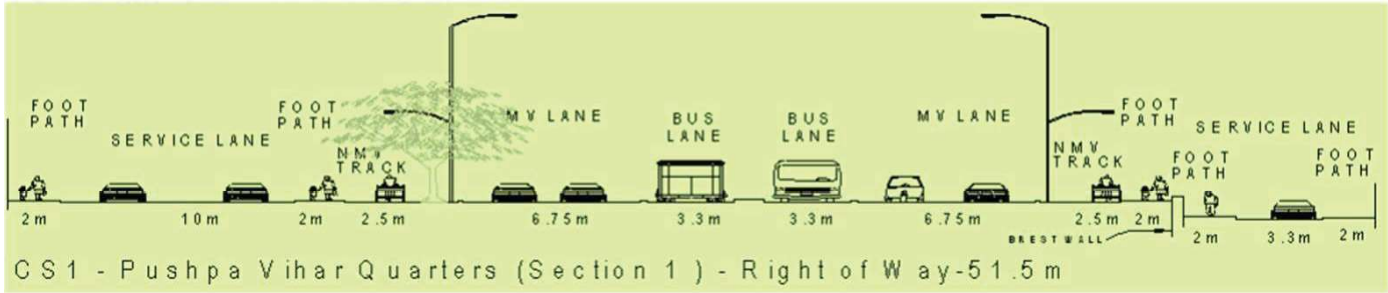 FOOT PATH
SERVICE LANE
FOOT PATH
NMV TRACK
MV LANE
BUS LANE
BUS LANE
MV LANE
FOOT PATH
NMV TRACK
FOOT PATH
SERVICE LANE
FOOT PATH
2m
10m
2m
2.5m
6.75m
3.3m
3.3m
6.75m
2.5m
2m
BREST WALL
2m
3.3m
2m
CS1 - Pushpa Vihar Quarters (Section 1) - Right of Way-51.5m